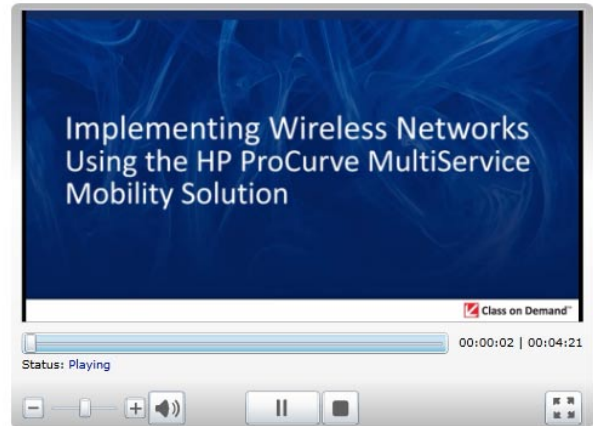 Implementing Wireless Networks
Using the HP ProCurve MultiService
Mobility Solution
Class on Demand™
00:00:02 | 00:04:21
Status: Playing